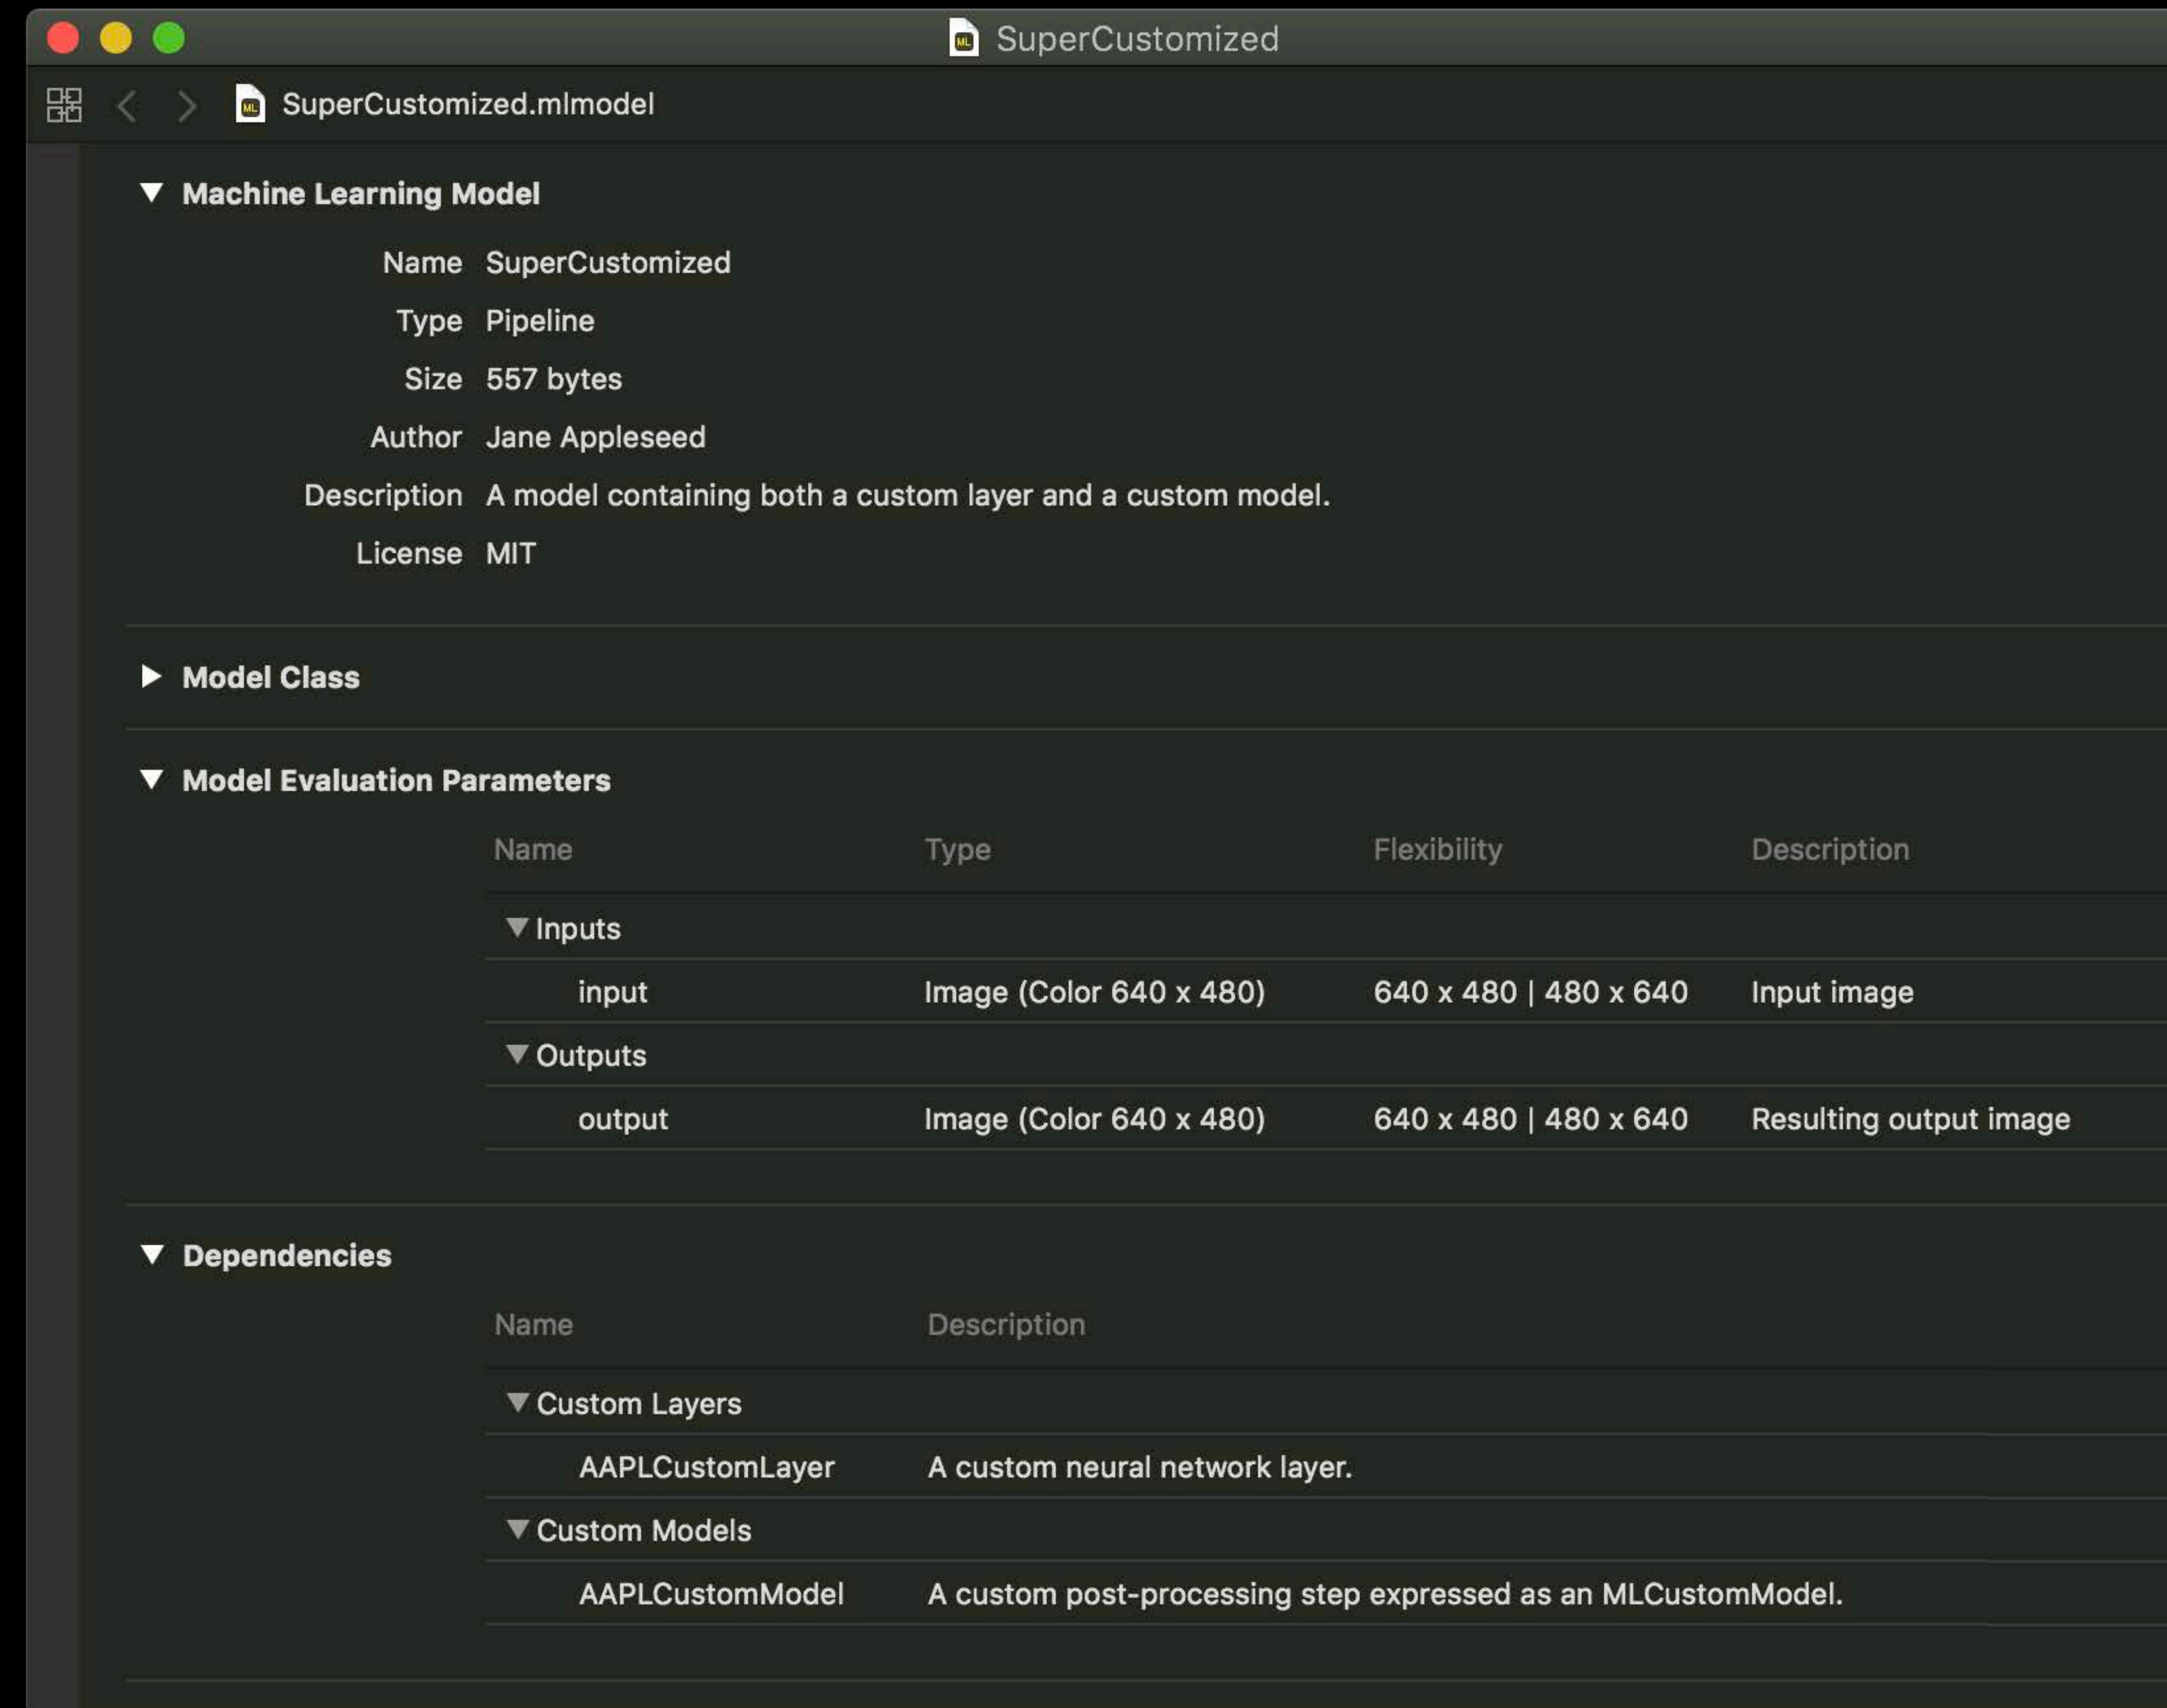 SuperCustomized
SuperCustomized.mlmodel
Machine Learning Model
Name SuperCustomized
Type Pipeline
Size 557 bytes
Author Jane Appleseed
Description A model containing both a custom layer and a custom model.
License MIT
Model Class
Model Evaluation Parameters
Name Type Flexibility Description
Inputs
input Image (Color 640 x 480) 640 x 480 | 480 x 640 Input image
Outputs
output Image (Color 640 x 480) 640 x 480 | 480 x 640 Resulting output image
Dependencies
Name Description
Custom Layers
AAPLCustomLayer A custom neural network layer.
Custom Models
AAPLCustomModel A custom post-processing step expressed as an MLCustomModel.